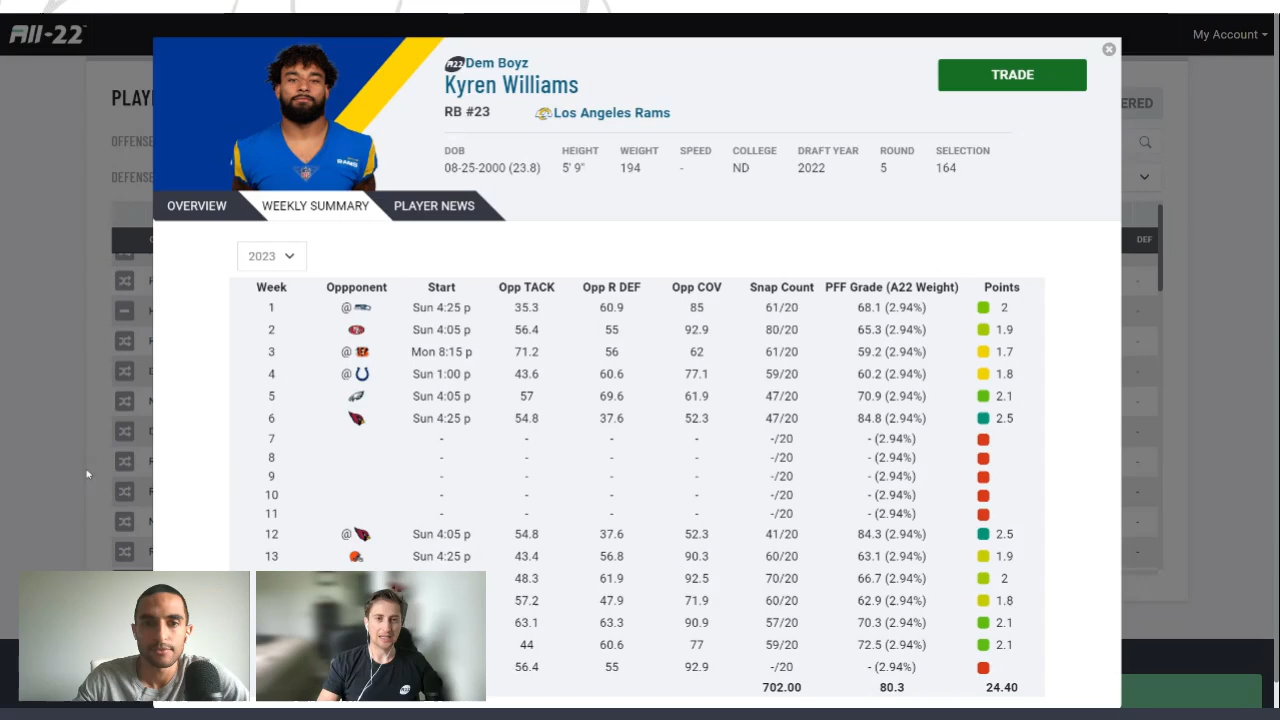 All-22
My Account
PLAY
ERED
OFFENSE
DEFENSE
DEF
Dem Boyz
Kyren Williams
RB #23
Los Angeles Rams
TRADE
DOB HEIGHT WEIGHT SPEED COLLEGE DRAFT YEAR ROUND SELECTION
08-25-2000 (23.8) 5' 9" 194 - ND 2022 5 164
OVERVIEW WEEKLY SUMMARY PLAYER NEWS
2023
Week Oppponent Start Opp TACK Opp R DEF Opp COV Snap Count PFF Grade (A22 Weight) Points
1 @ Sun 4:25 p 35.3 60.9 85 61/20 68.1 (2.94%) 2
2 Sun 4:05 p 56.4 55 92.9 80/20 65.3 (2.94%) 1.9
3 @ Mon 8:15 p 71.2 56 62 61/20 59.2 (2.94%) 1.7
4 @ Sun 1:00 p 43.6 60.6 77.1 59/20 60.2 (2.94%) 1.8
5 Sun 4:05 p 57 69.6 61.9 47/20 70.9 (2.94%) 2.1
6 Sun 4:25 p 54.8 37.6 52.3 47/20 84.8 (2.94%) 2.5
7 - - - - -/20 - (2.94%)
8 - - - - -/20 - (2.94%)
9 - - - - -/20 - (2.94%)
10 - - - - -/20 - (2.94%)
11 - - - - -/20 - (2.94%)
12 @ Sun 4:05 p 54.8 37.6 52.3 41/20 84.3 (2.94%) 2.5
13 Sun 4:25 p 43.4 56.8 90.3 60/20 63.1 (2.94%) 1.9
48.3 61.9 92.5 70/20 66.7 (2.94%) 2
57.2 47.9 71.9 60/20 62.9 (2.94%) 1.8
63.1 63.3 90.9 57/20 70.3 (2.94%) 2.1
44 60.6 77 59/20 72.5 (2.94%) 2.1
56.4 55 92.9 -/20 - (2.94%)
702.00 80.3 24.40